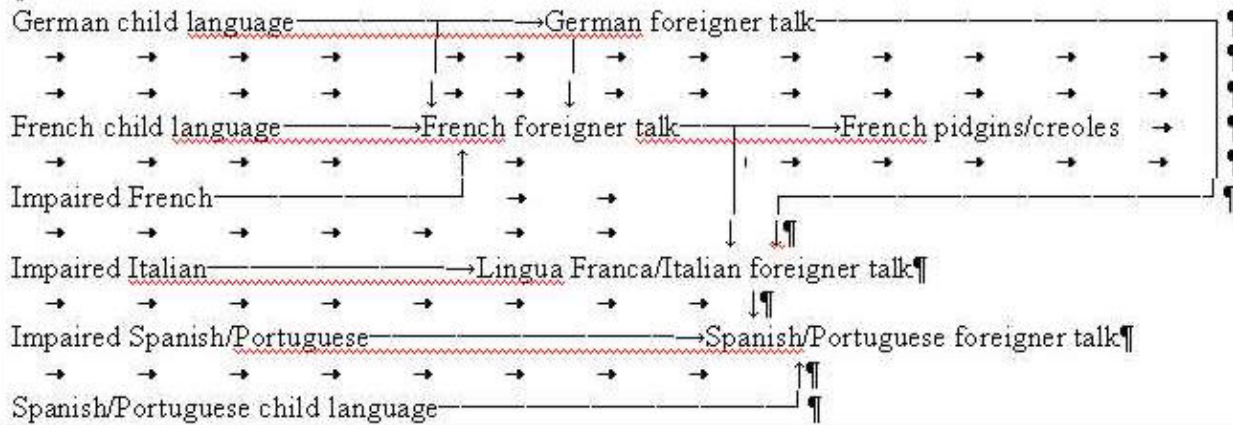 German child language German foreigner talk
French child language French foreigner talk French pidgins/creoles
Impaired French
Impaired Italian Lingua Franca/Italian foreigner talk
Impaired Spanish/Portuguese Spanish/Portuguese foreigner talk
Spanish/Portuguese child language